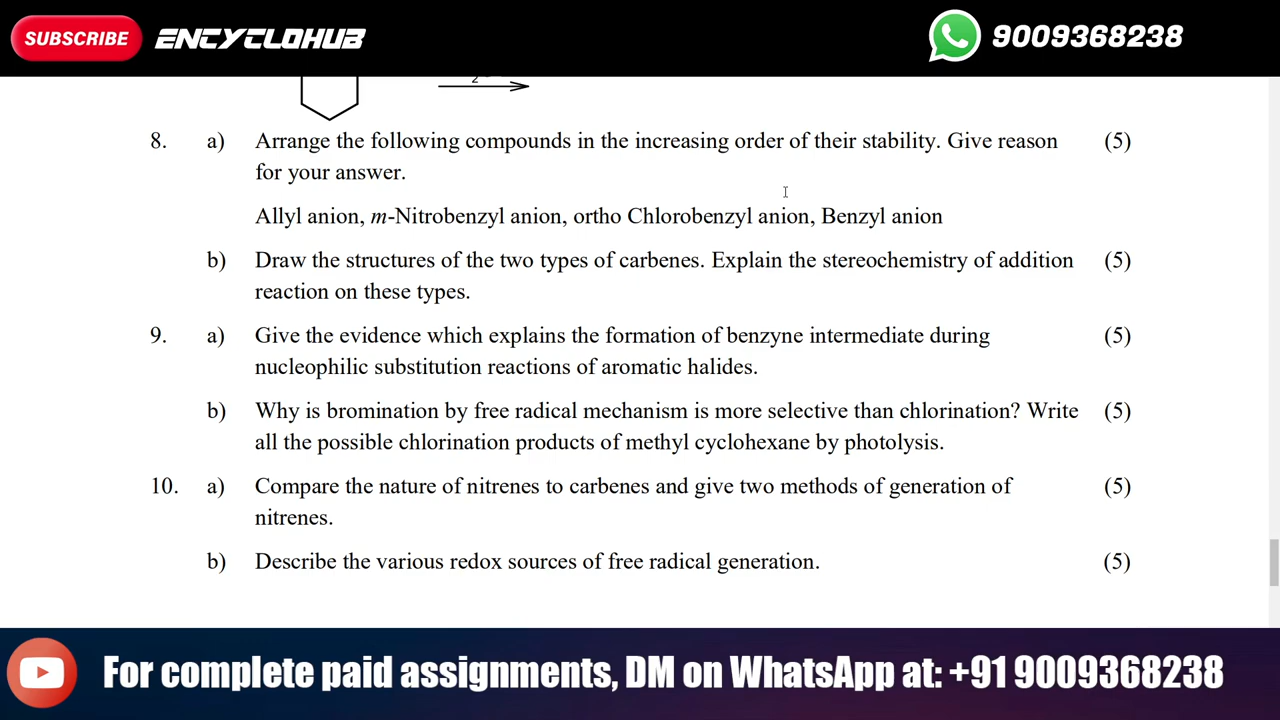 SUBSCRIBE ENCYCLOHUB 9009368238
2
8. a) Arrange the following compounds in the increasing order of their stability. Give reason (5)
for your answer.
Allyl anion, m-Nitrobenzyl anion, ortho Chlorobenzyl anion, Benzyl anion
b) Draw the structures of the two types of carbenes. Explain the stereochemistry of addition (5)
reaction on these types.
9. a) Give the evidence which explains the formation of benzyne intermediate during (5)
nucleophilic substitution reactions of aromatic halides.
b) Why is bromination by free radical mechanism is more selective than chlorination? Write (5)
all the possible chlorination products of methyl cyclohexane by photolysis.
10. a) Compare the nature of nitrenes to carbenes and give two methods of generation of (5)
nitrenes.
b) Describe the various redox sources of free radical generation. (5)
For complete paid assignments, DM on WhatsApp at: +91 9009368238